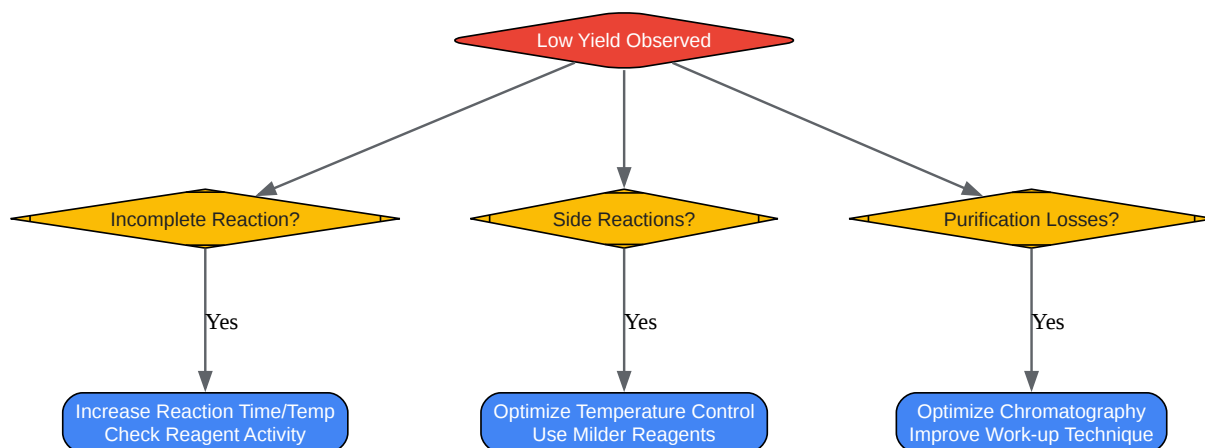 Low Yield Observed
Incomplete Reaction?
Side Reactions?
Purification Losses?
Yes
Yes
Yes
Increase Reaction Time/Temp
Check Reagent Activity
Optimize Temperature Control
Use Milder Reagents
Optimize Chromatography
Improve Work-up Technique